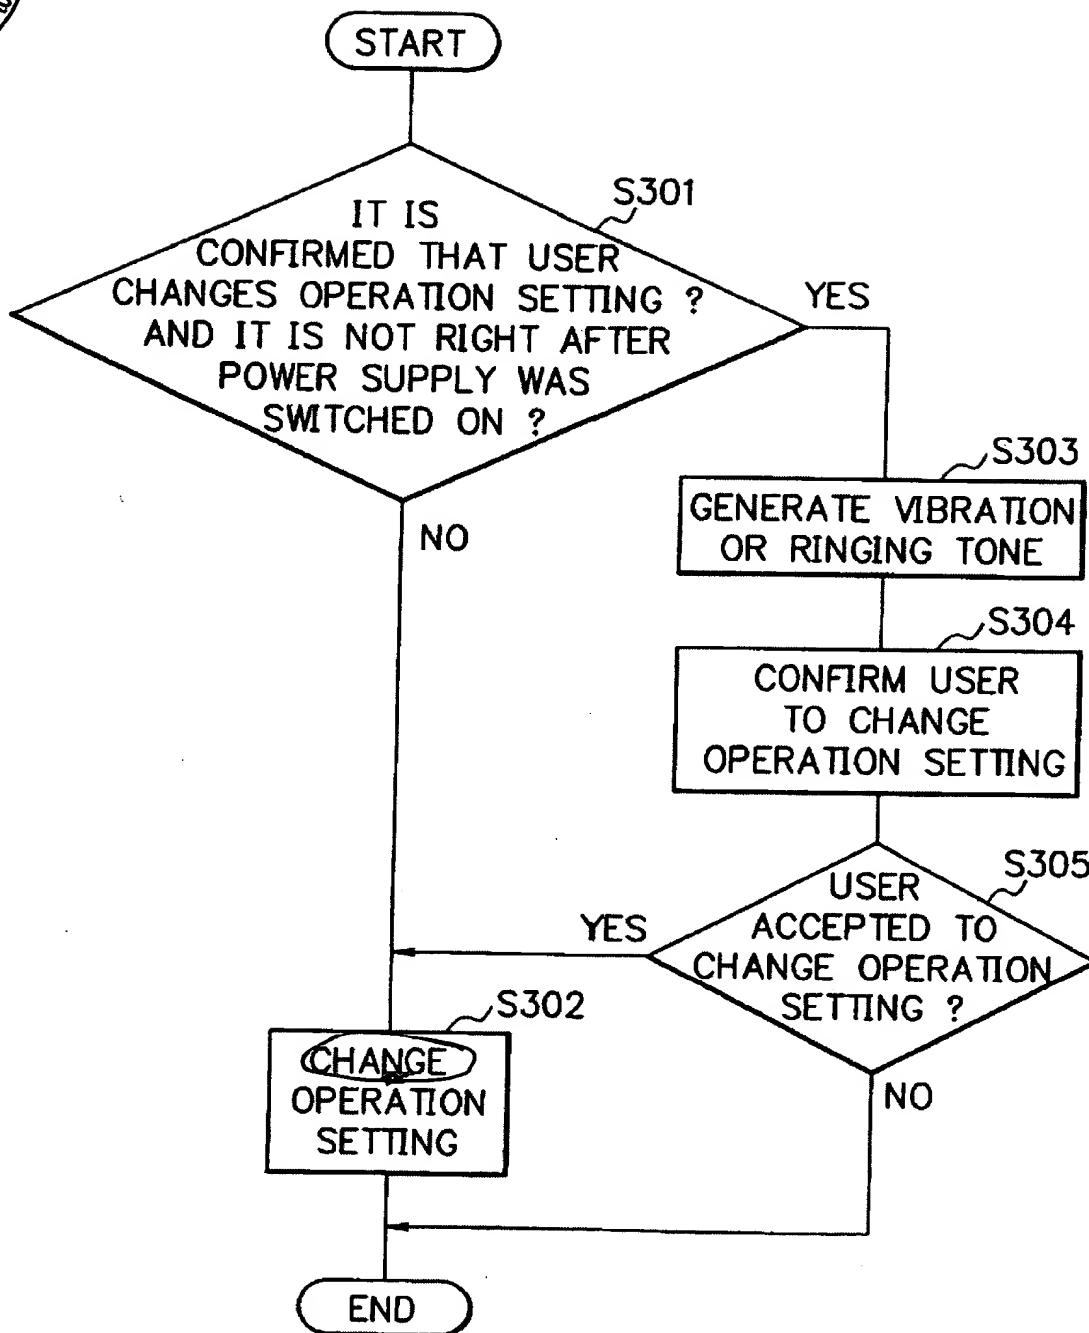 START
S301
IT IS
CONFIRMED THAT USER
CHANGES OPERATION SETTING ?
AND IT IS NOT RIGHT AFTER
POWER SUPPLY WAS
SWITCHED ON ?
YES
NO
S303
GENERATE VIBRATION
OR RINGING TONE
S304
CONFIRM USER
TO CHANGE
OPERATION SETTING
S305
USER
ACCEPTED TO
CHANGE OPERATION
SETTING ?
YES
NO
S302
CHANGE
OPERATION
SETTING
END